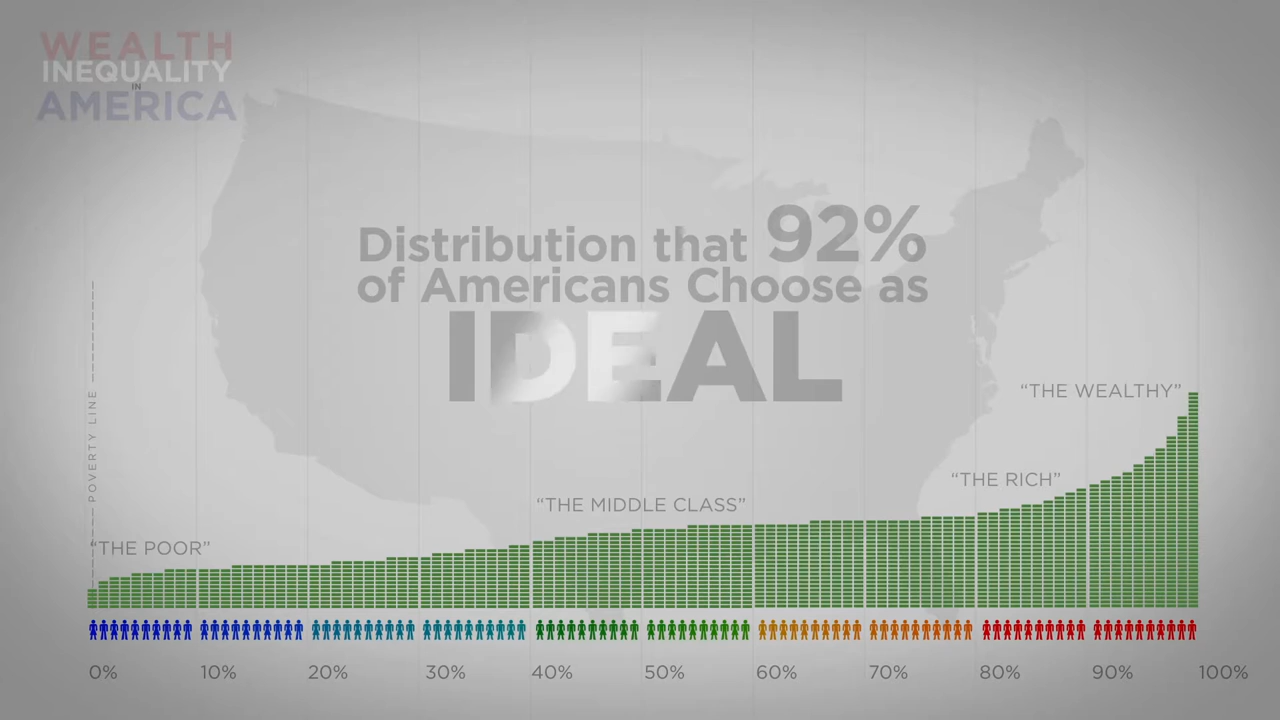 WEALTH
INEQUALITY
IN
AMERICA
Distribution that 92%
of Americans Choose as
IDEAL
POVERTY LINE
“THE POOR”
“THE MIDDLE CLASS”
“THE RICH”
“THE WEALTHY”
0% 10% 20% 30% 40% 50% 60% 70% 80% 90% 100%